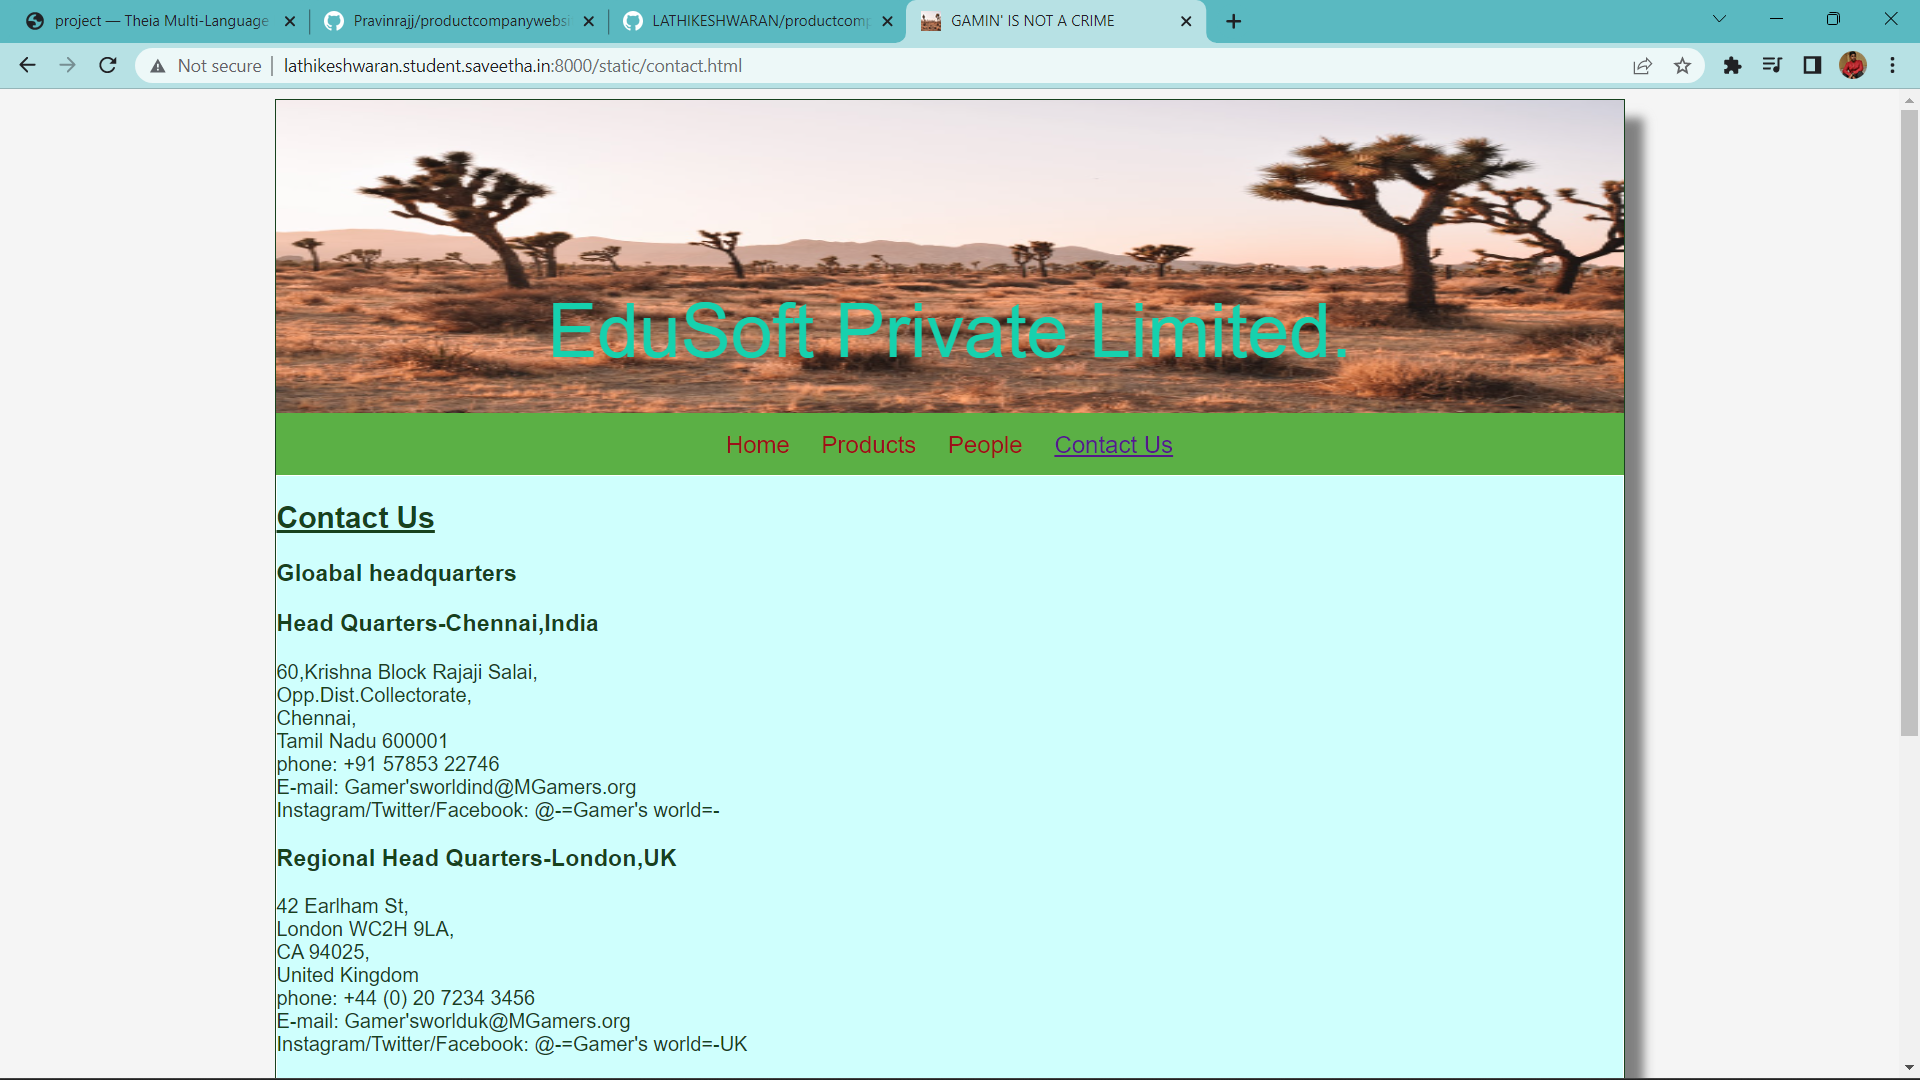 project — Theia Multi-Language
Pravinrajj/productcompanywebsi
LATHIKESHWARAN/productcomp
GAMIN' IS NOT A CRIME
Not secure
lathikeshwaran.student.saveetha.in:8000/static/contact.html
EduSoft Private Limited.
Home Products People Contact Us
Contact Us
Gloabal headquarters
Head Quarters-Chennai,India
60,Krishna Block Rajaji Salai,
Opp.Dist.Collectorate,
Chennai,
Tamil Nadu 600001
phone: +91 57853 22746
E-mail: Gamer'sworldind@MGamers.org
Instagram/Twitter/Facebook: @-=Gamer's world=-
Regional Head Quarters-London,UK
42 Earlham St,
London WC2H 9LA,
CA 94025,
United Kingdom
phone: +44 (0) 20 7234 3456
E-mail: Gamer'sworlduk@MGamers.org
Instagram/Twitter/Facebook: @-=Gamer's world=-UK